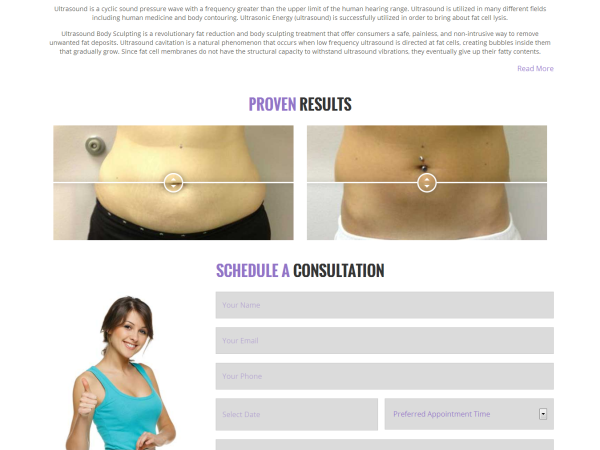 Ultrasound is a cyclic sound pressure wave with a frequency greater than the upper limit of the human hearing range. Ultrasound is utilized in many different fields
including human medicine and body contouring. Ultrasonic Energy (ultrasound) is successfully utilized in order to bring about fat cell lysis.
Ultrasound Body Sculpting is a revolutionary fat reduction and body sculpting treatment that offer consumers a safe, painless, and non-intrusive way to remove
unwanted fat deposits. Ultrasound cavitation is a natural phenomenon that occurs when low frequency ultrasound is directed at fat cells, creating bubbles inside them
that gradually grow. Since fat cell membranes do not have the structural capacity to withstand ultrasound vibrations, they eventually give up their fatty contents.
Read More
PROVEN RESULTS
SCHEDULE A CONSULTATION
Your Name
Your Email
Your Phone
Select Date
Preferred Appointment Time